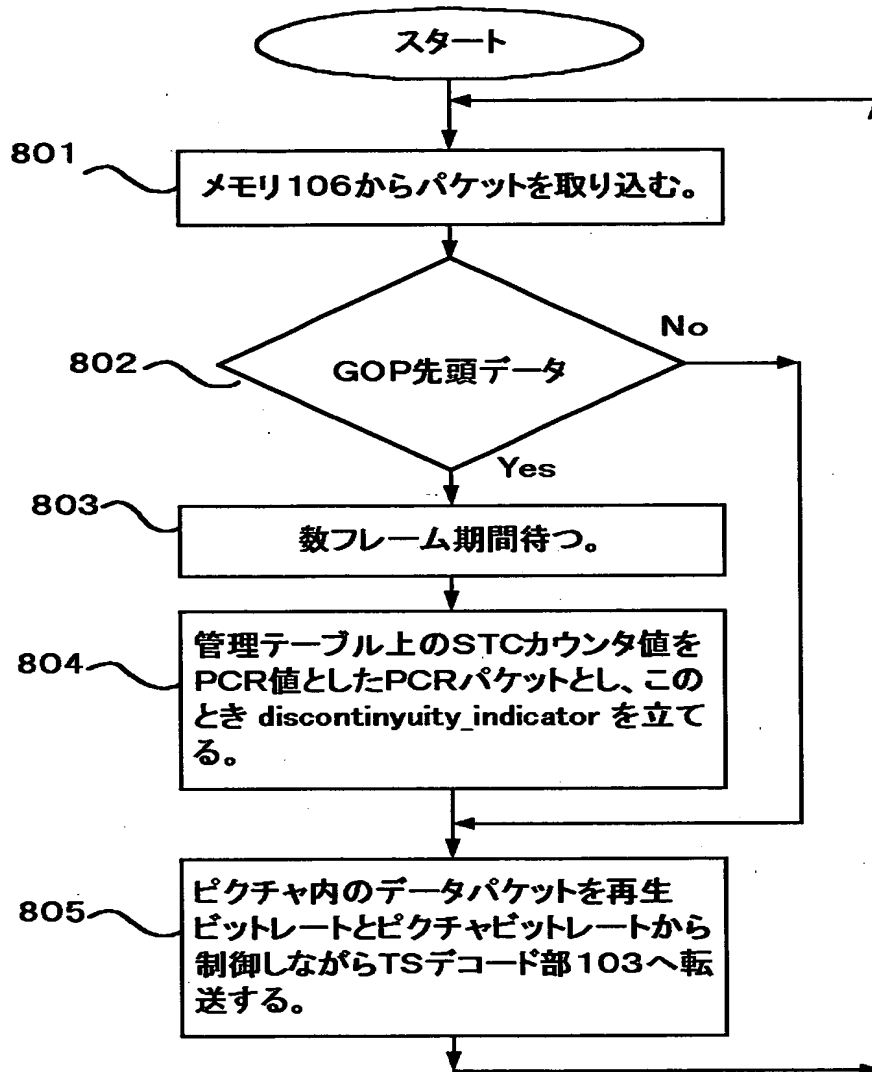 スタート
801
メモリ106からパケットを取り込む。
802
GOP先頭データ
No
Yes
803
数フレーム期間待つ。
804
管理テーブル上のSTCカウンタ値を
PCR値としたPCRパケットとし、この
とき discontinyuity_indicator を立て
る。
805
ピクチャ内のデータパケットを再生
ビットレートとピクチャビットレートから
制御しながらTSデコード部103へ転
送する。